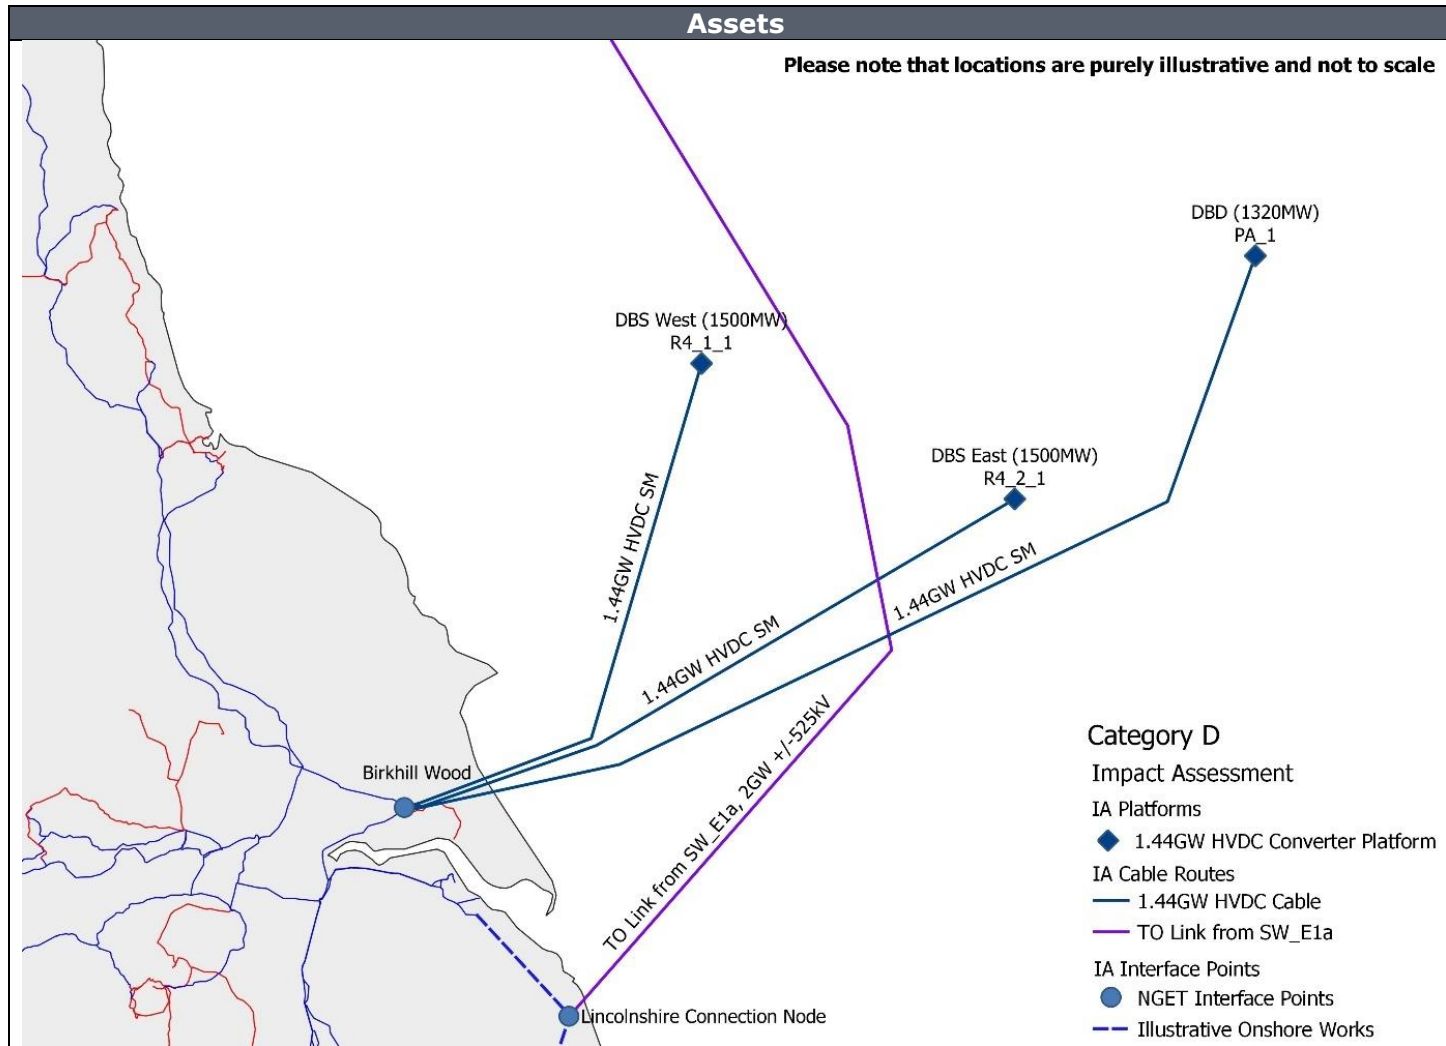 Assets
Please note that locations are purely illustrative and not to scale
DBD (1320MW)
PA_1
DBS West (1500MW)
R4_1_1
DBS East (1500MW)
R4_2_1
1.44GW HVDC SM
1.44GW HVDC SM
1.44GW HVDC SM
TO Link from SW_E1a, 2GW +/-525kV
Birkhill Wood
Lincolnshire Connection Node
Category D
Impact Assessment
IA Platforms
1.44GW HVDC Converter Platform
IA Cable Routes
1.44GW HVDC Cable
TO Link from SW_E1a
IA Interface Points
NGET Interface Points
Illustrative Onshore Works